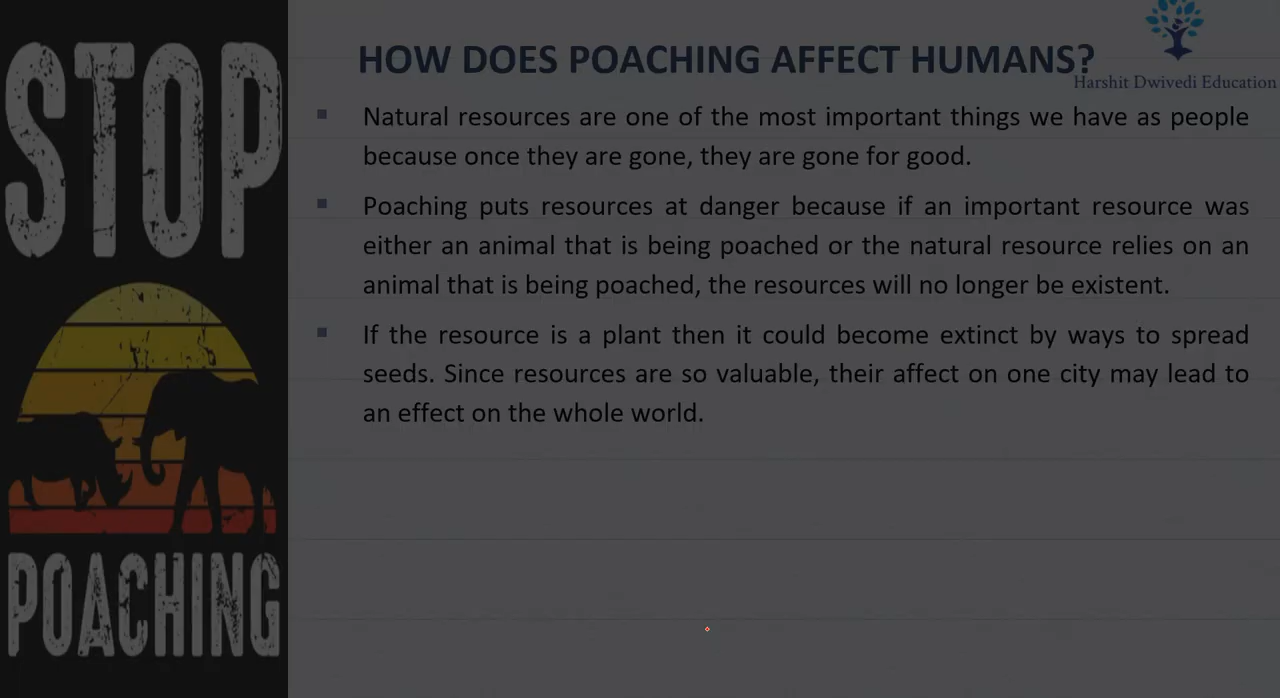 STOP
POACHING
HOW DOES POACHING AFFECT HUMANS?
Harshit Dwivedi Education
▪ Natural resources are one of the most important things we have as people
because once they are gone, they are gone for good.
▪ Poaching puts resources at danger because if an important resource was
either an animal that is being poached or the natural resource relies on an
animal that is being poached, the resources will no longer be existent.
▪ If the resource is a plant then it could become extinct by ways to spread
seeds. Since resources are so valuable, their affect on one city may lead to
an effect on the whole world.